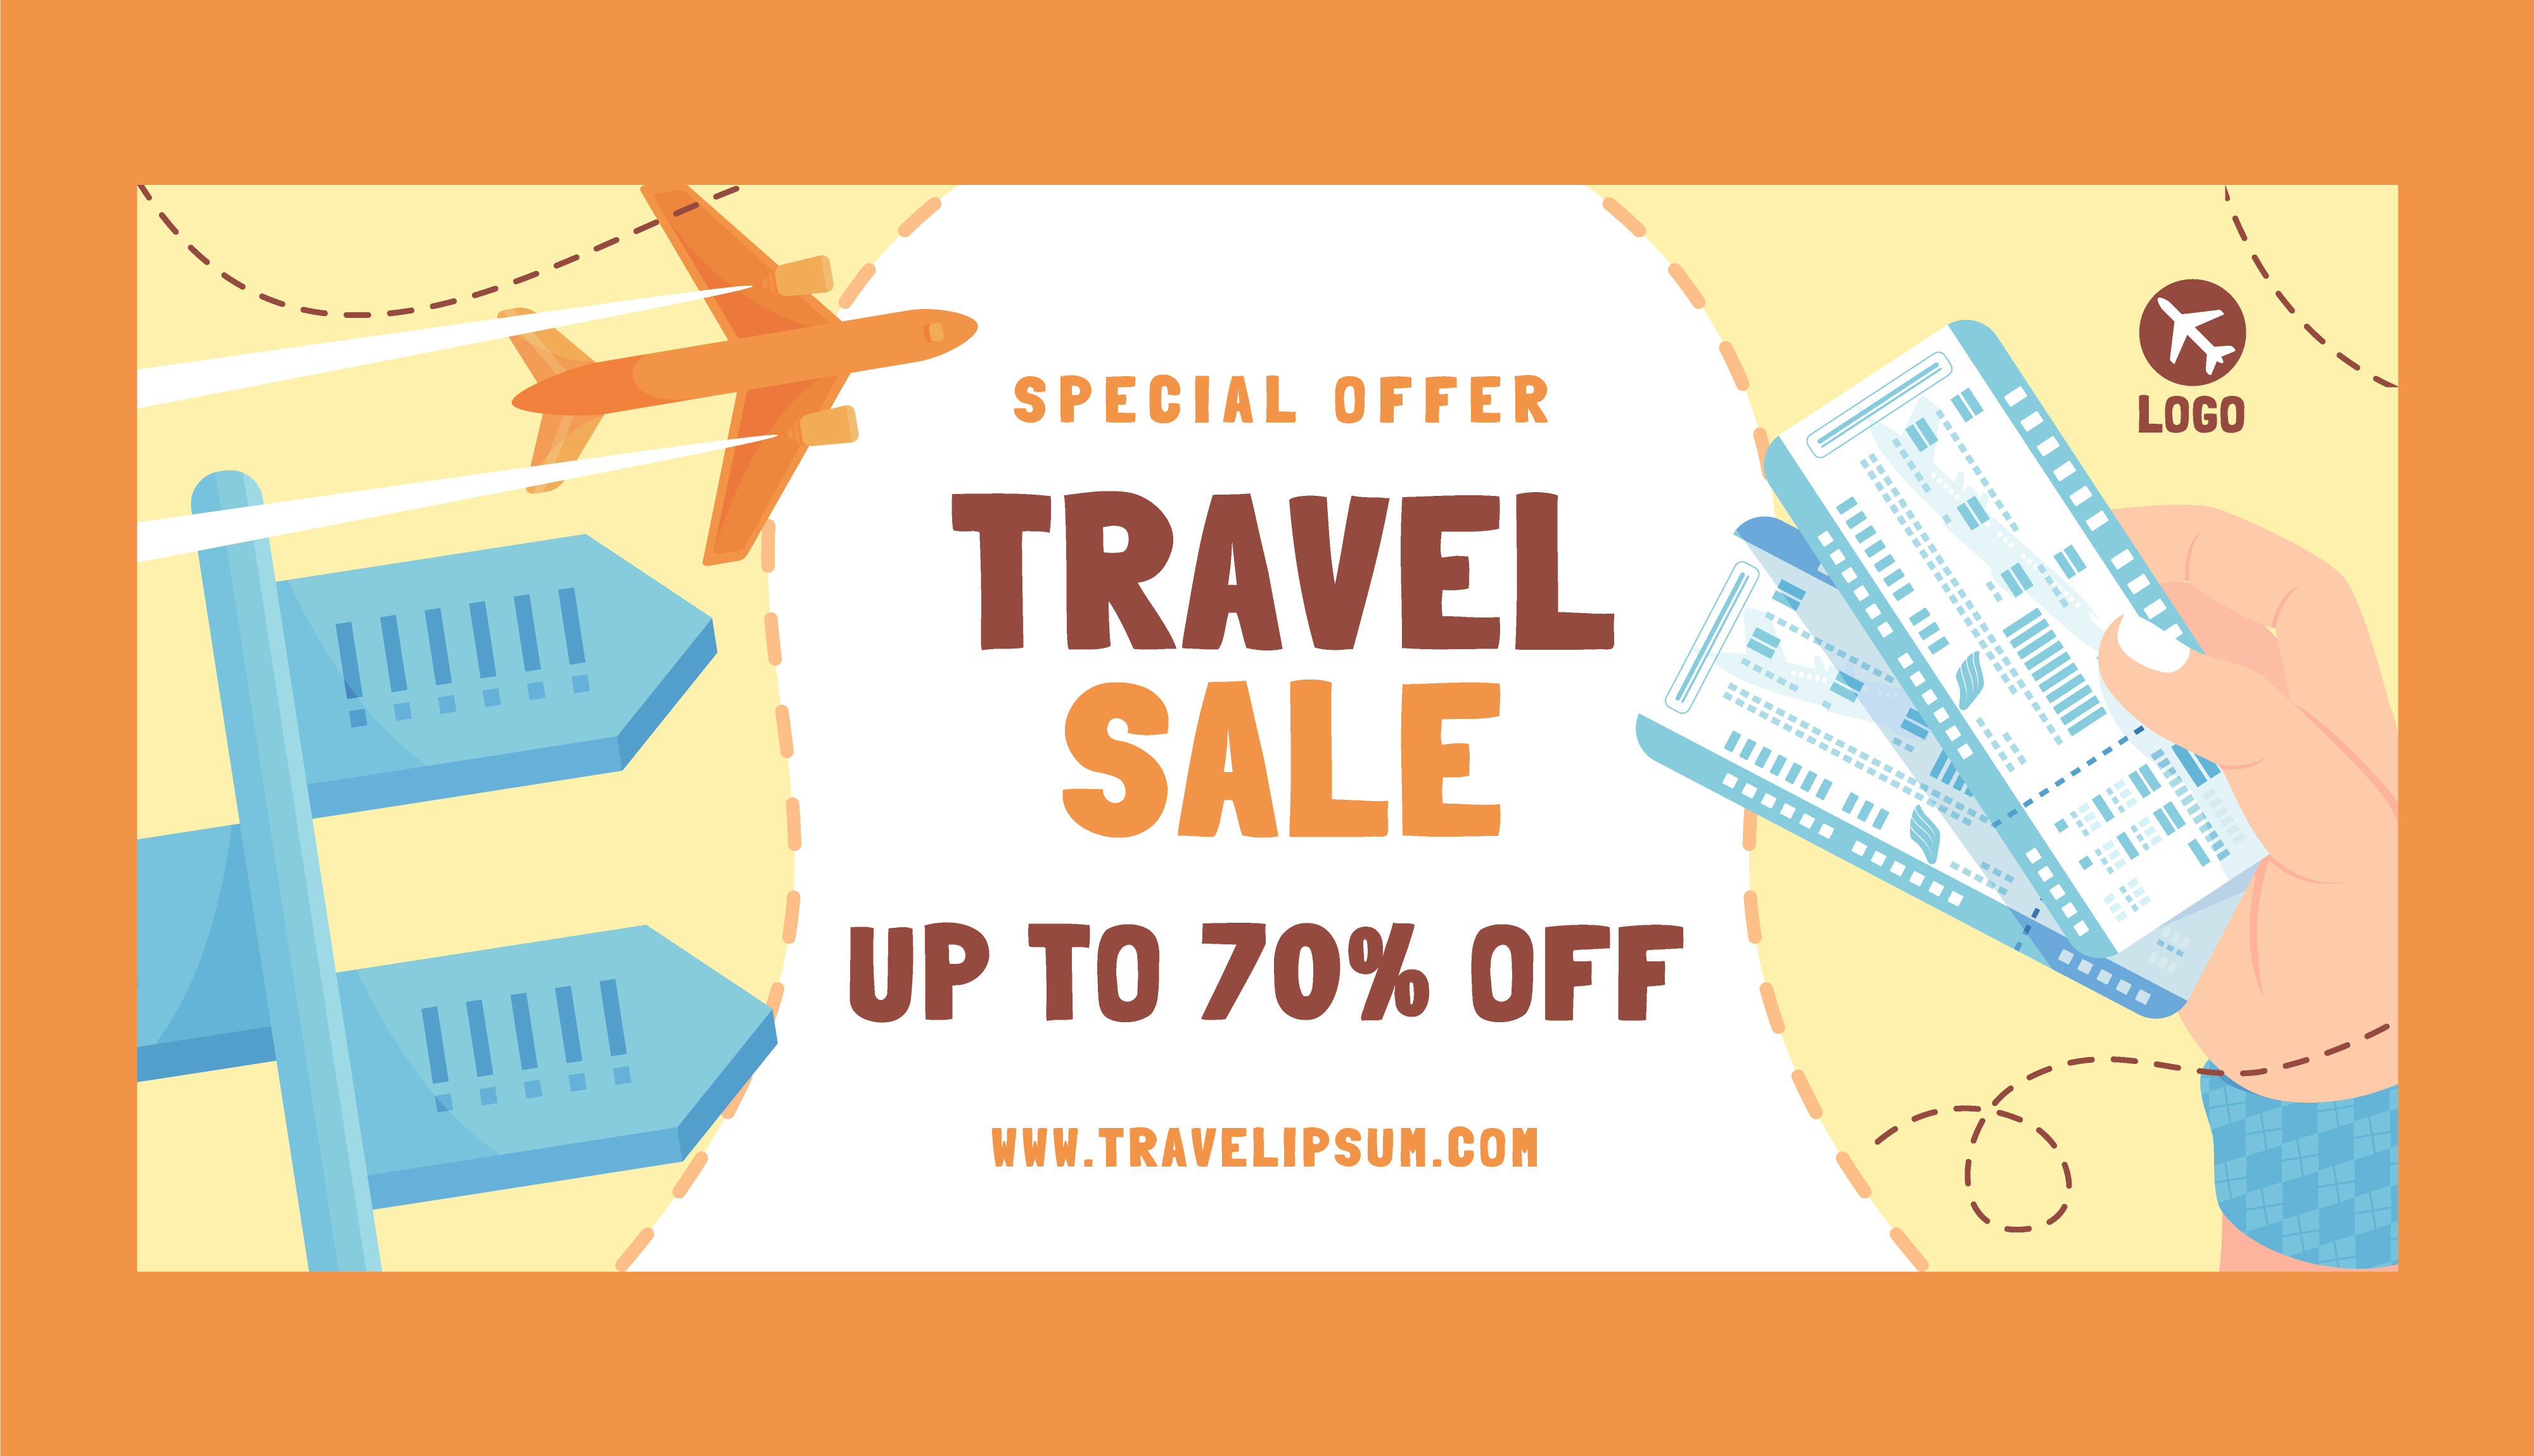 SPECIAL OFFER
TRAVEL
SALE
UP TO 70% OFF
WWW.TRAVELIPSUM.COM
LOGO